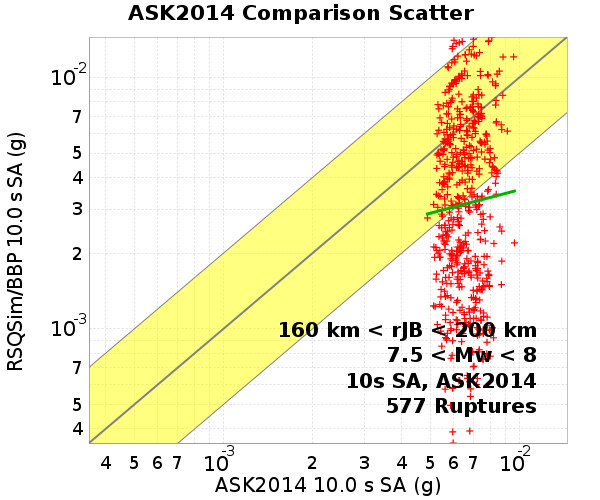 ASK2014 Comparison Scatter
RSQSim/BBP 10.0 s SA (g)
10-2
7
5
4
3
2
10-3
7
5
4
160 km < rJB < 200 km
7.5 < Mw < 8
10s SA, ASK2014
577 Ruptures
4 5 6 7 10-3 2 3 4 5 6 7 10-2
ASK2014 10.0 s SA (g)